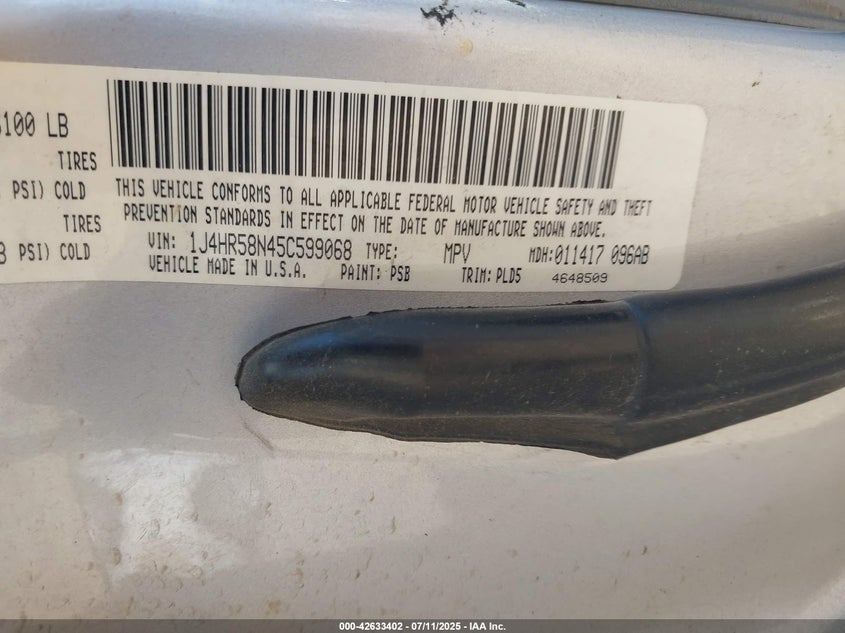 100 LB
TIRES
PSI) COLD
TIRES
PSI) COLD
THIS VEHICLE CONFORMS TO ALL APPLICABLE FEDERAL MOTOR VEHICLE SAFETY AND THEFT
PREVENTION STANDARDS IN EFFECT ON THE DATE OF MANUFACTURE SHOWN ABOVE.
VIN: 1J4HR58N45C599068 TYPE: MPV MDH:011417 096AB
VEHICLE MADE IN U.S.A. PAINT: PSB TRIM: PLD5 4648509
000-42633402 - 07/11/2025 - IAA Inc.